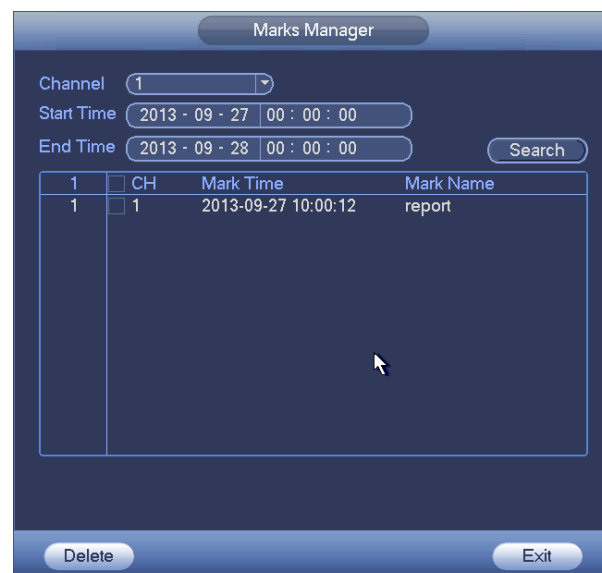 Marks Manager
Channel 1
Start Time 2013 - 09 - 27 00 : 00 : 00
End Time 2013 - 09 - 28 00 : 00 : 00 Search
1 CH Mark Time Mark Name
1 1 2013-09-27 10:00:12 report
Delete Exit